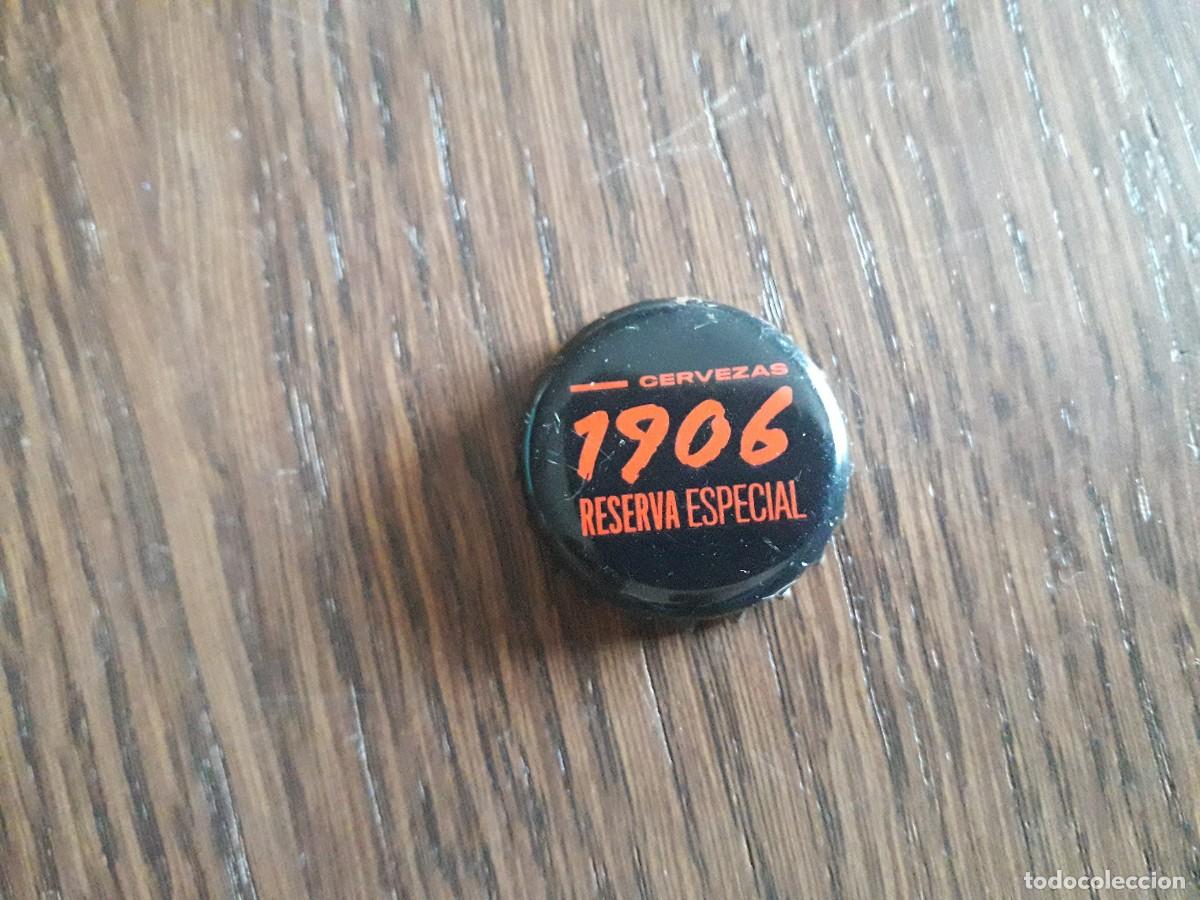 CERVEZAS
1906
RESERVA ESPECIAL
todocoleccion